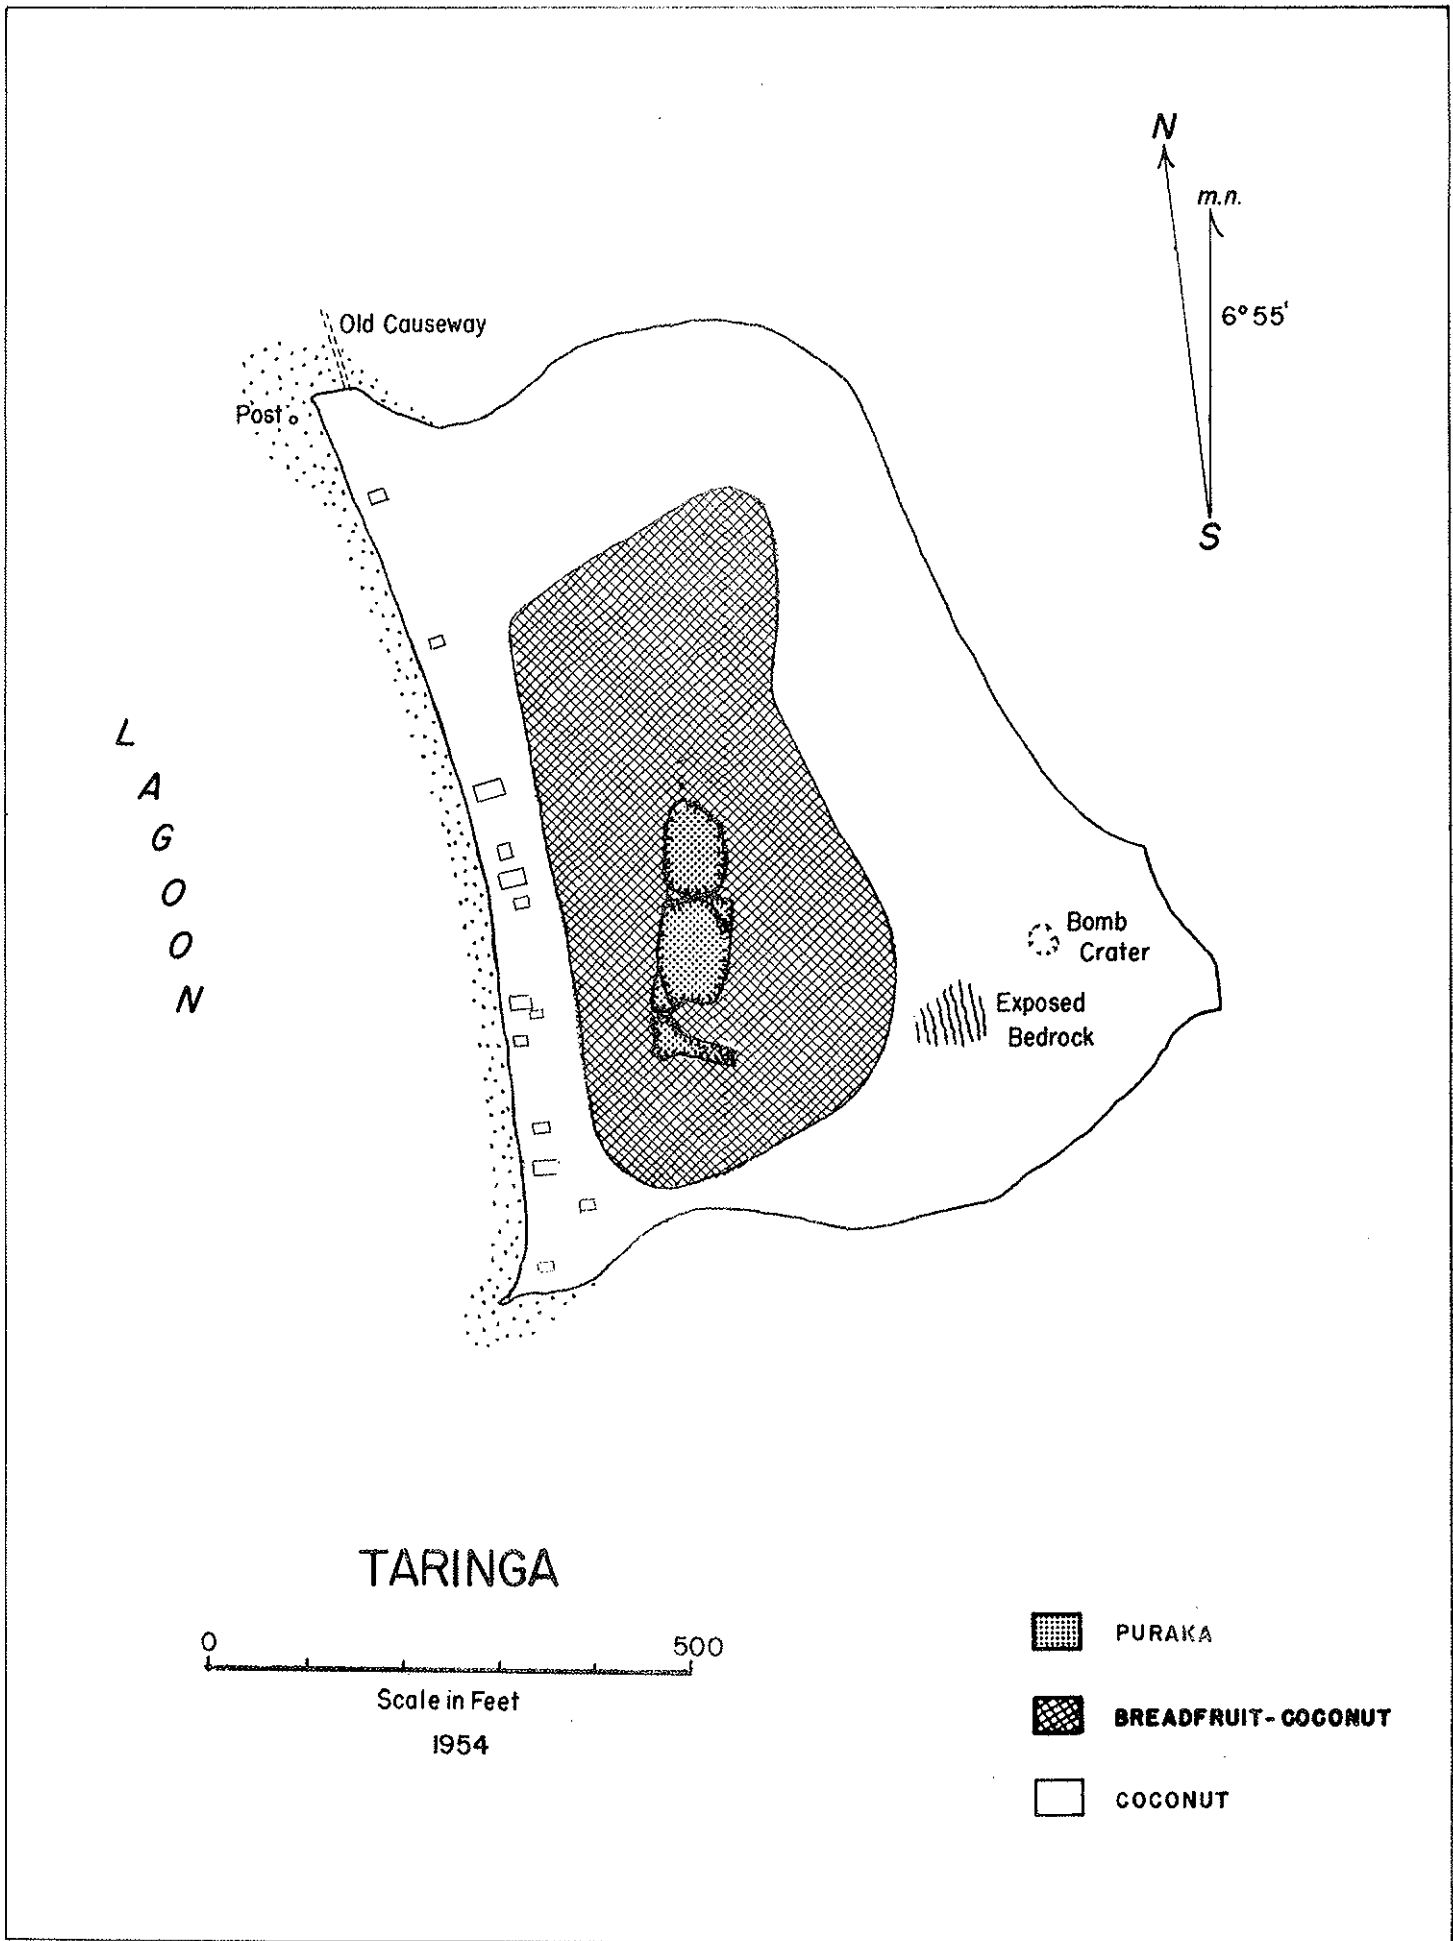 N
m.n.
6°55'
S
Old Causeway
Post
LAGOON
Bomb
Crater
Exposed
Bedrock
TARINGA
0 500
Scale in Feet
1954
PURAKA
BREADFRUIT-COCONUT
COCONUT